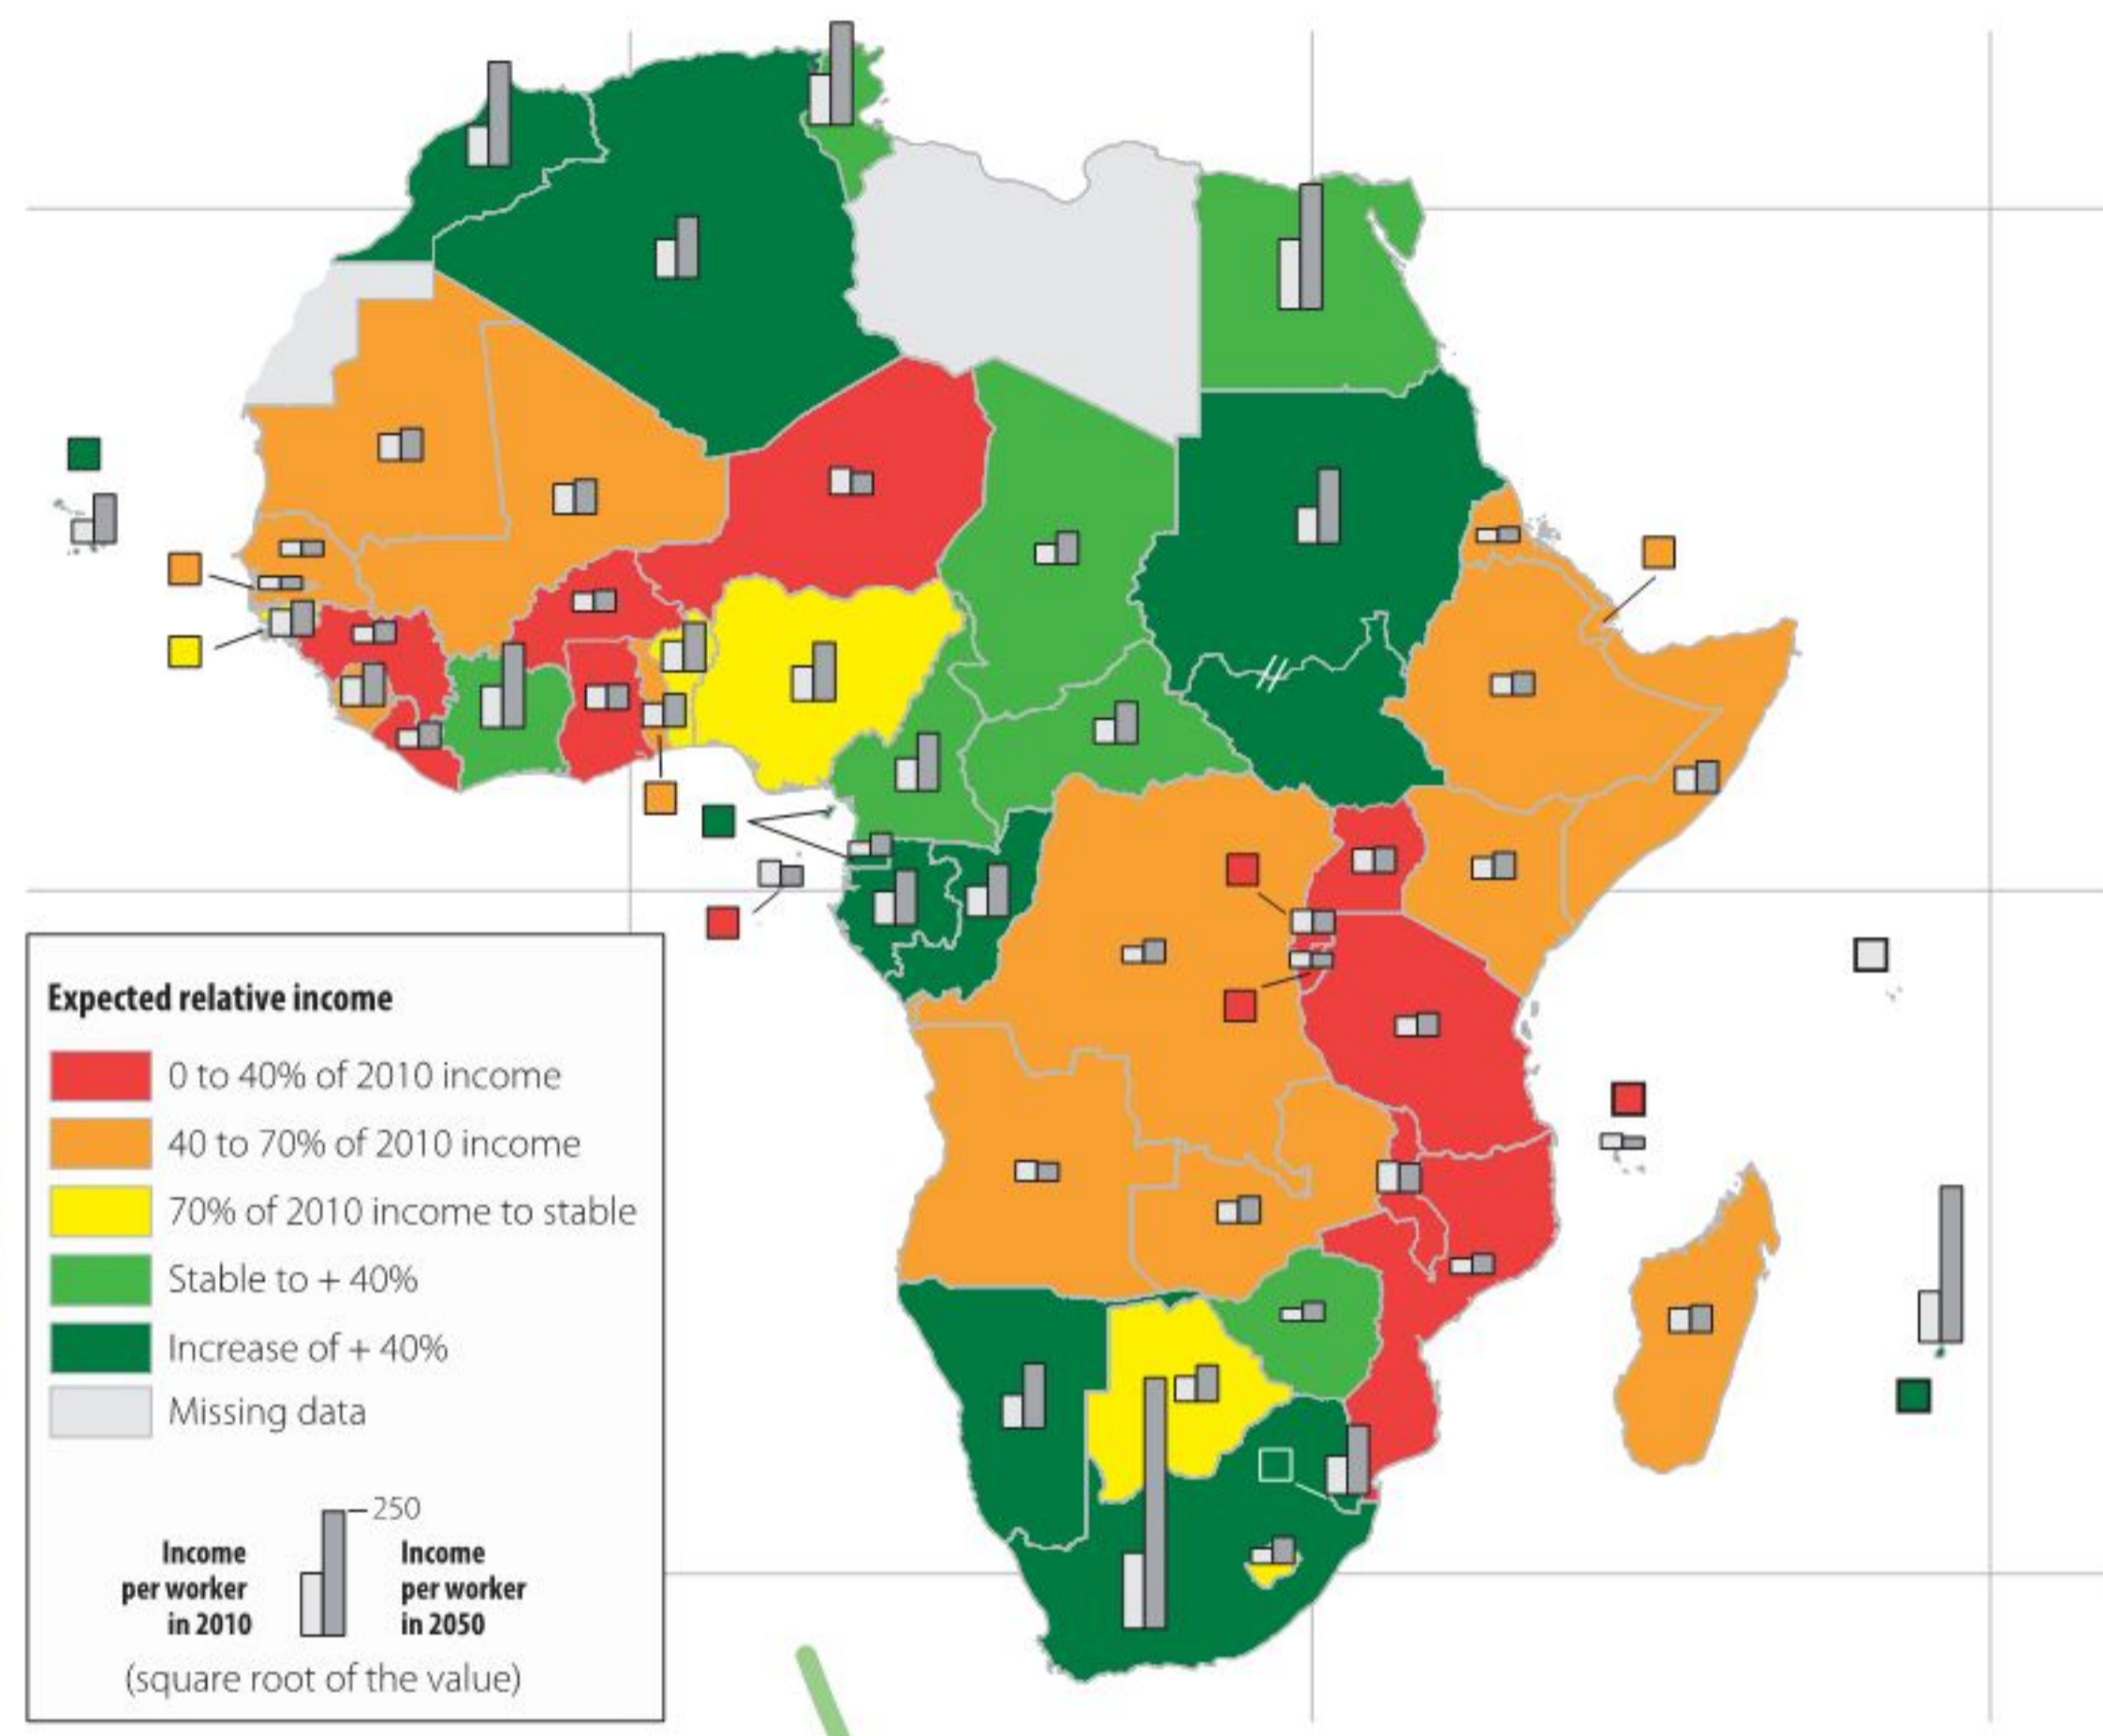 Expected relative income
0 to 40% of 2010 income
40 to 70% of 2010 income
70% of 2010 income to stable
Stable to + 40%
Increase of + 40%
Missing data
250
Income
per worker
in 2010
Income
per worker
in 2050
(square root of the value)